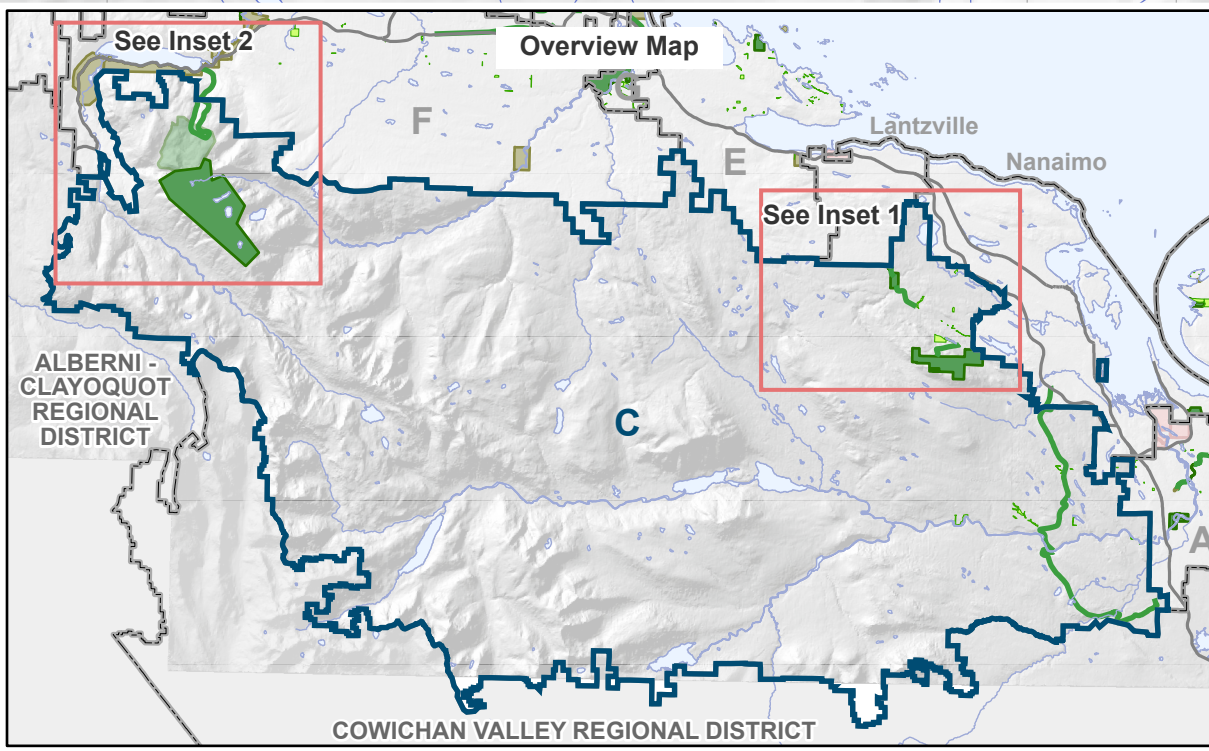 See Inset 2
Overview Map
G
F
Lantzville
E
Nanaimo
See Inset 1
ALBERNI -
CLAYOQUOT
REGIONAL
DISTRICT
C
A
COWICHAN VALLEY REGIONAL DISTRICT